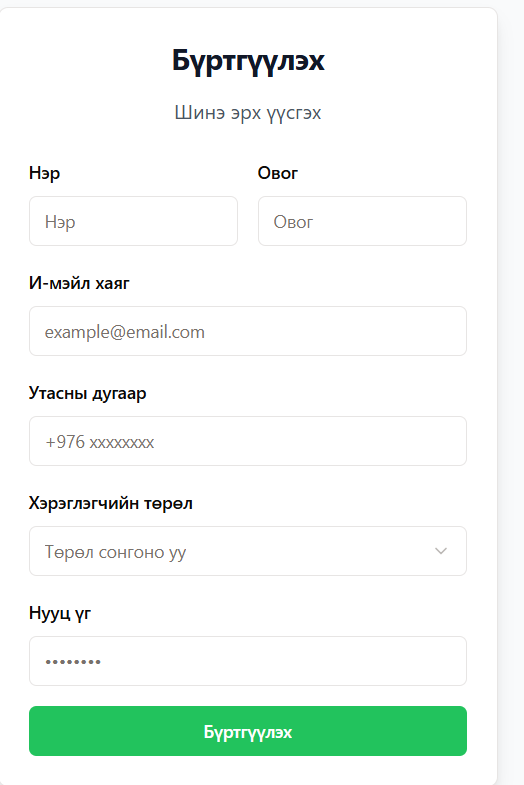 Бүртгүүлэх
Шинэ эрх үүсгэх
Нэр Овог
Нэр Овог
И-мэйл хаяг
example@email.com
Утасны дугаар
+976 xxxxxxxx
Хэрэглэгчийн төрөл
Төрөл сонгоно уу
Нууц үг
••••••••
Бүртгүүлэх